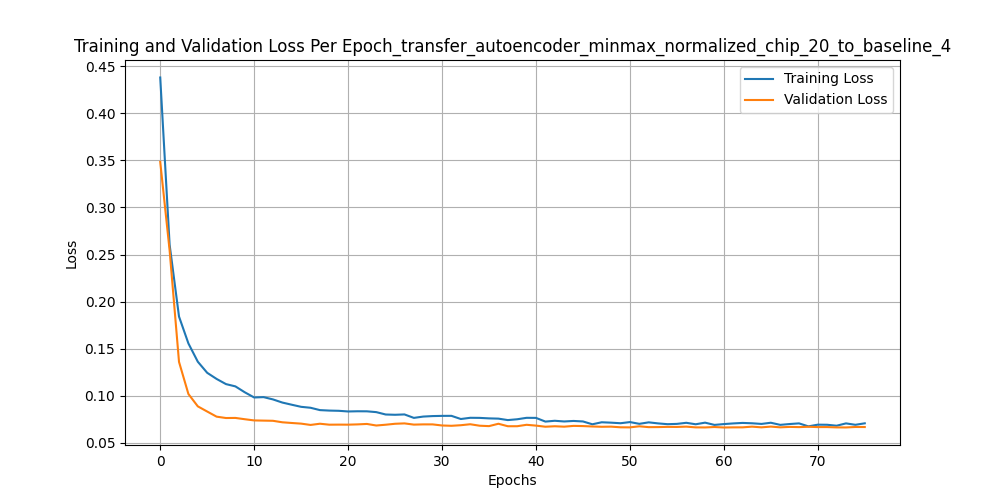 Training and Validation Loss Per Epoch_transfer_autoencoder_minmax_normalized_chip_20_to_baseline_4
Training Loss
Validation Loss
Loss
0.45
0.40
0.35
0.30
0.25
0.20
0.15
0.10
0.05
0 10 20 30 40 50 60 70
Epochs